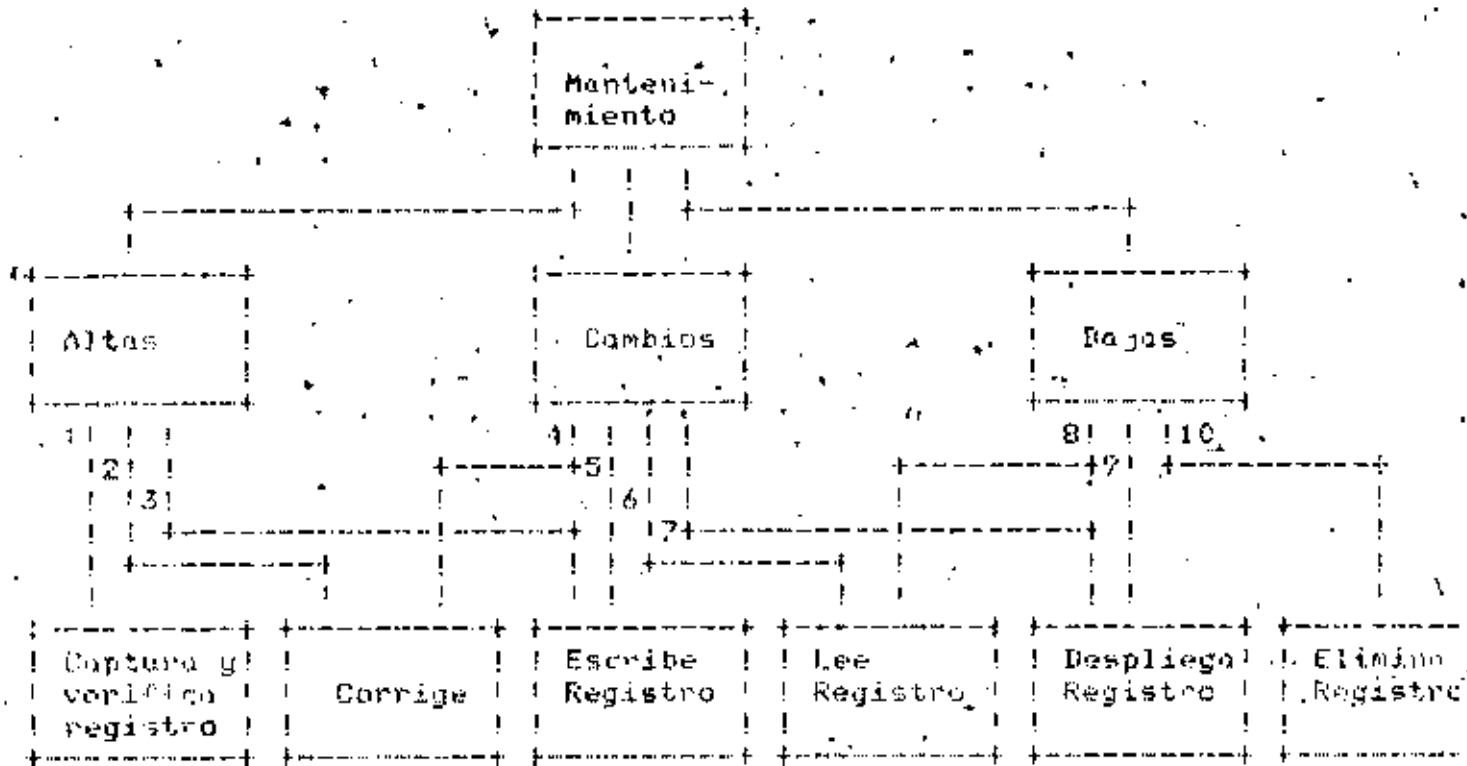 Manteni-
miento
Altas
Cambios
Bajas
1
4
8
10
2
5
9
3
6
7
Captura y
verifica
registro
Corrige
Escribe
Registro
Lee
Registro
Despliega
Registro
Elimina
Registro